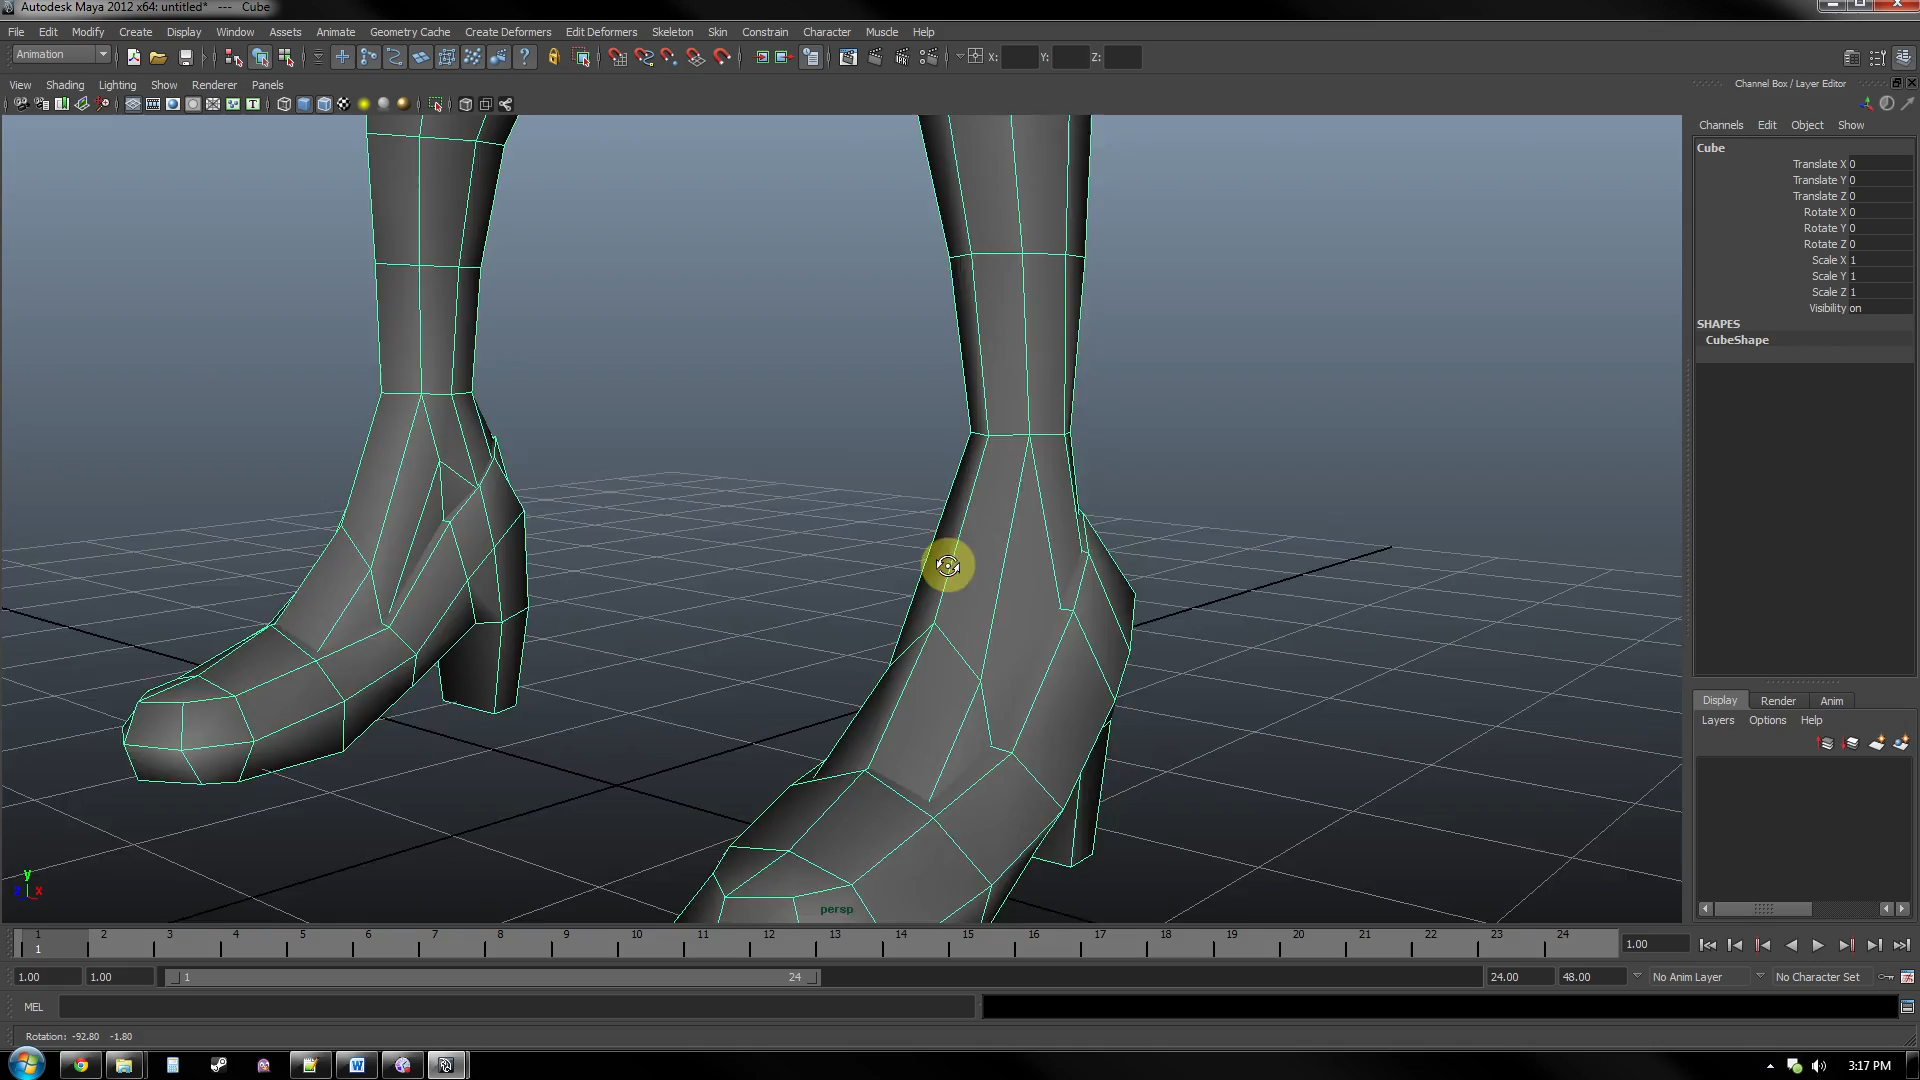 Autodesk Maya 2012 x64: untitled* --- Cube
File Edit Modify Create Display Window Assets Animate Geometry Cache Create Deformers Edit Deformers Skeleton Skin Constrain Character Muscle Help
Animation X: Y: Z:
View Shading Lighting Show Renderer Panels
Channel Box / Layer Editor
Channels Edit Object Show
Cube
Translate X 0
Translate Y 0
Translate Z 0
Rotate X 0
Rotate Y 0
Rotate Z 0
Scale X 1
Scale Y 1
Scale Z 1
Visibility on
SHAPES
CubeShape
Display Render Anim
Layers Options Help
y
x
persp
1 2 3 4 5 6 7 8 9 10 11 12 13 14 15 16 17 18 19 20 21 22 23 24
1 1.00
1.00 1.00 1 24 24.00 48.00 No Anim Layer No Character Set
MEL
Rotation: -92.80 -1.80
3:17 PM